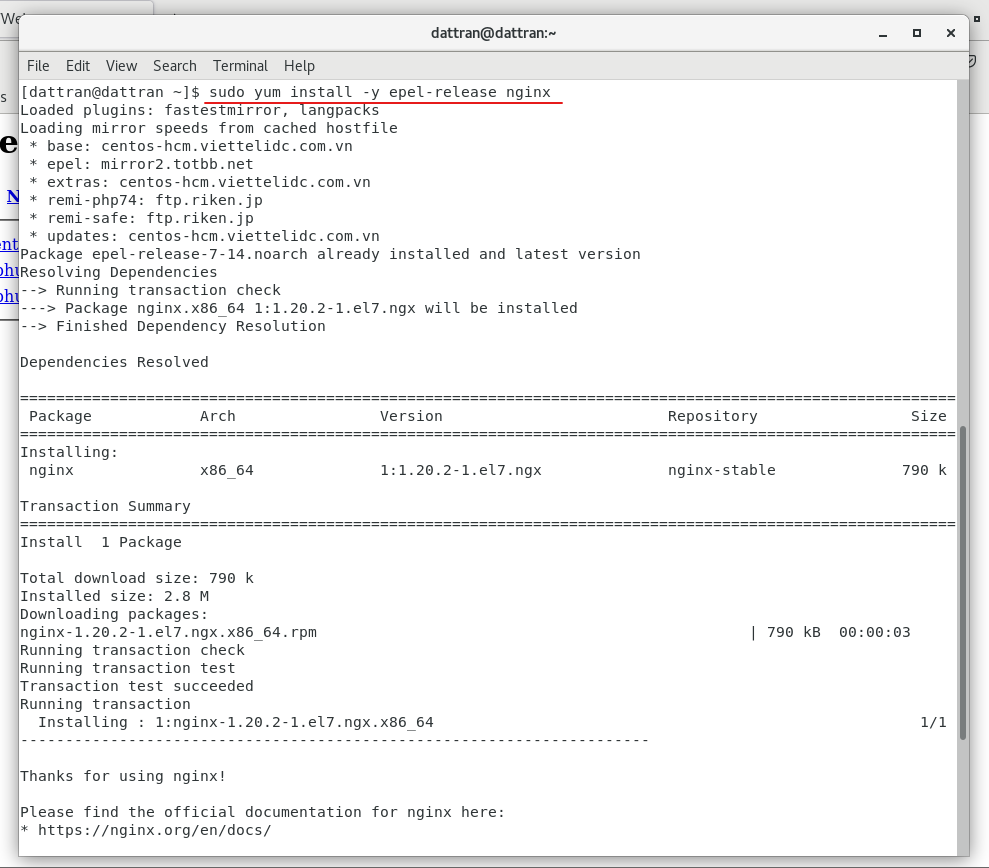 dattran@dattran:~
File Edit View Search Terminal Help
[dattran@dattran ~]$ sudo yum install -y epel-release nginx
Loaded plugins: fastestmirror, langpacks
Loading mirror speeds from cached hostfile
 * base: centos-hcm.viettelidc.com.vn
 * epel: mirror2.totbb.net
 * extras: centos-hcm.viettelidc.com.vn
 * remi-php74: ftp.riken.jp
 * remi-safe: ftp.riken.jp
 * updates: centos-hcm.viettelidc.com.vn
Package epel-release-7-14.noarch already installed and latest version
Resolving Dependencies
--> Running transaction check
---> Package nginx.x86_64 1:1.20.2-1.el7.ngx will be installed
--> Finished Dependency Resolution

Dependencies Resolved

========================================================================================================
 Package            Arch              Version                         Repository                 Size
========================================================================================================
Installing:
 nginx              x86_64              1:1.20.2-1.el7.ngx              nginx-stable              790 k

Transaction Summary
========================================================================================================
Install  1 Package

Total download size: 790 k
Installed size: 2.8 M
Downloading packages:
nginx-1.20.2-1.el7.ngx.x86_64.rpm                                                | 790 kB  00:00:03
Running transaction check
Running transaction test
Transaction test succeeded
Running transaction
  Installing : 1:nginx-1.20.2-1.el7.ngx.x86_64                                                      1/1
----------------------------------------------------------------------

Thanks for using nginx!

Please find the official documentation for nginx here:
* https://nginx.org/en/docs/